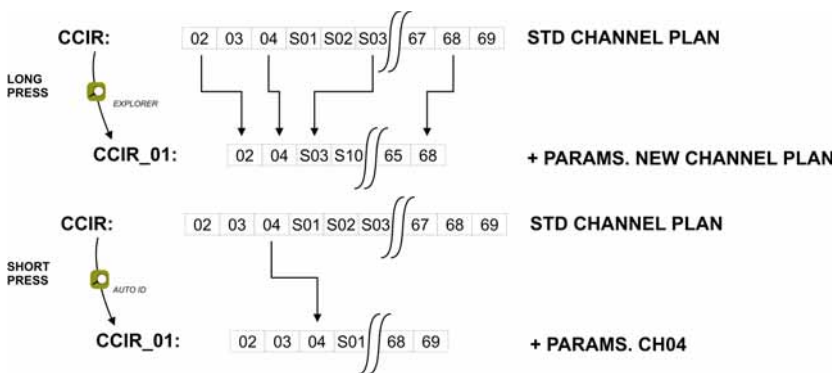 CCIR: 02 03 04 S01 S02 S03 67 68 69 STD CHANNEL PLAN
LONG
PRESS
EXPLORER
CCIR_01: 02 04 S03 S10 65 68 + PARAMS. NEW CHANNEL PLAN
CCIR: 02 03 04 S01 S02 S03 67 68 69 STD CHANNEL PLAN
SHORT
PRESS
AUTO ID
CCIR_01: 02 03 04 S01 68 69 + PARAMS. CH04